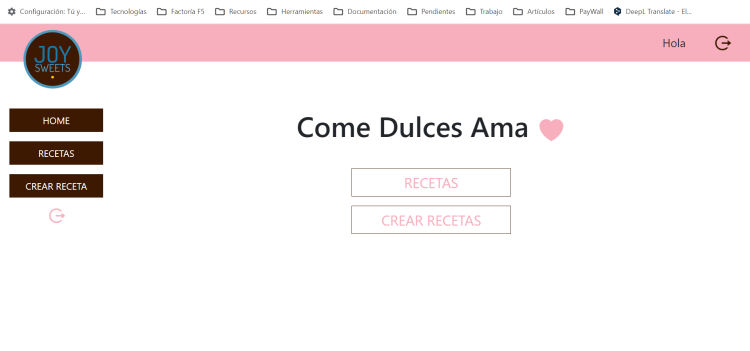 Configuración: Tú y... Tecnologías Factoría F5 Recursos Herramientas Documentación Pendientes Trabajo Artículos PayWall DeepL Translate - El...
Hola
JOY
SWEETS
HOME
RECETAS
CREAR RECETA
Come Dulces Ama
RECETAS
CREAR RECETAS